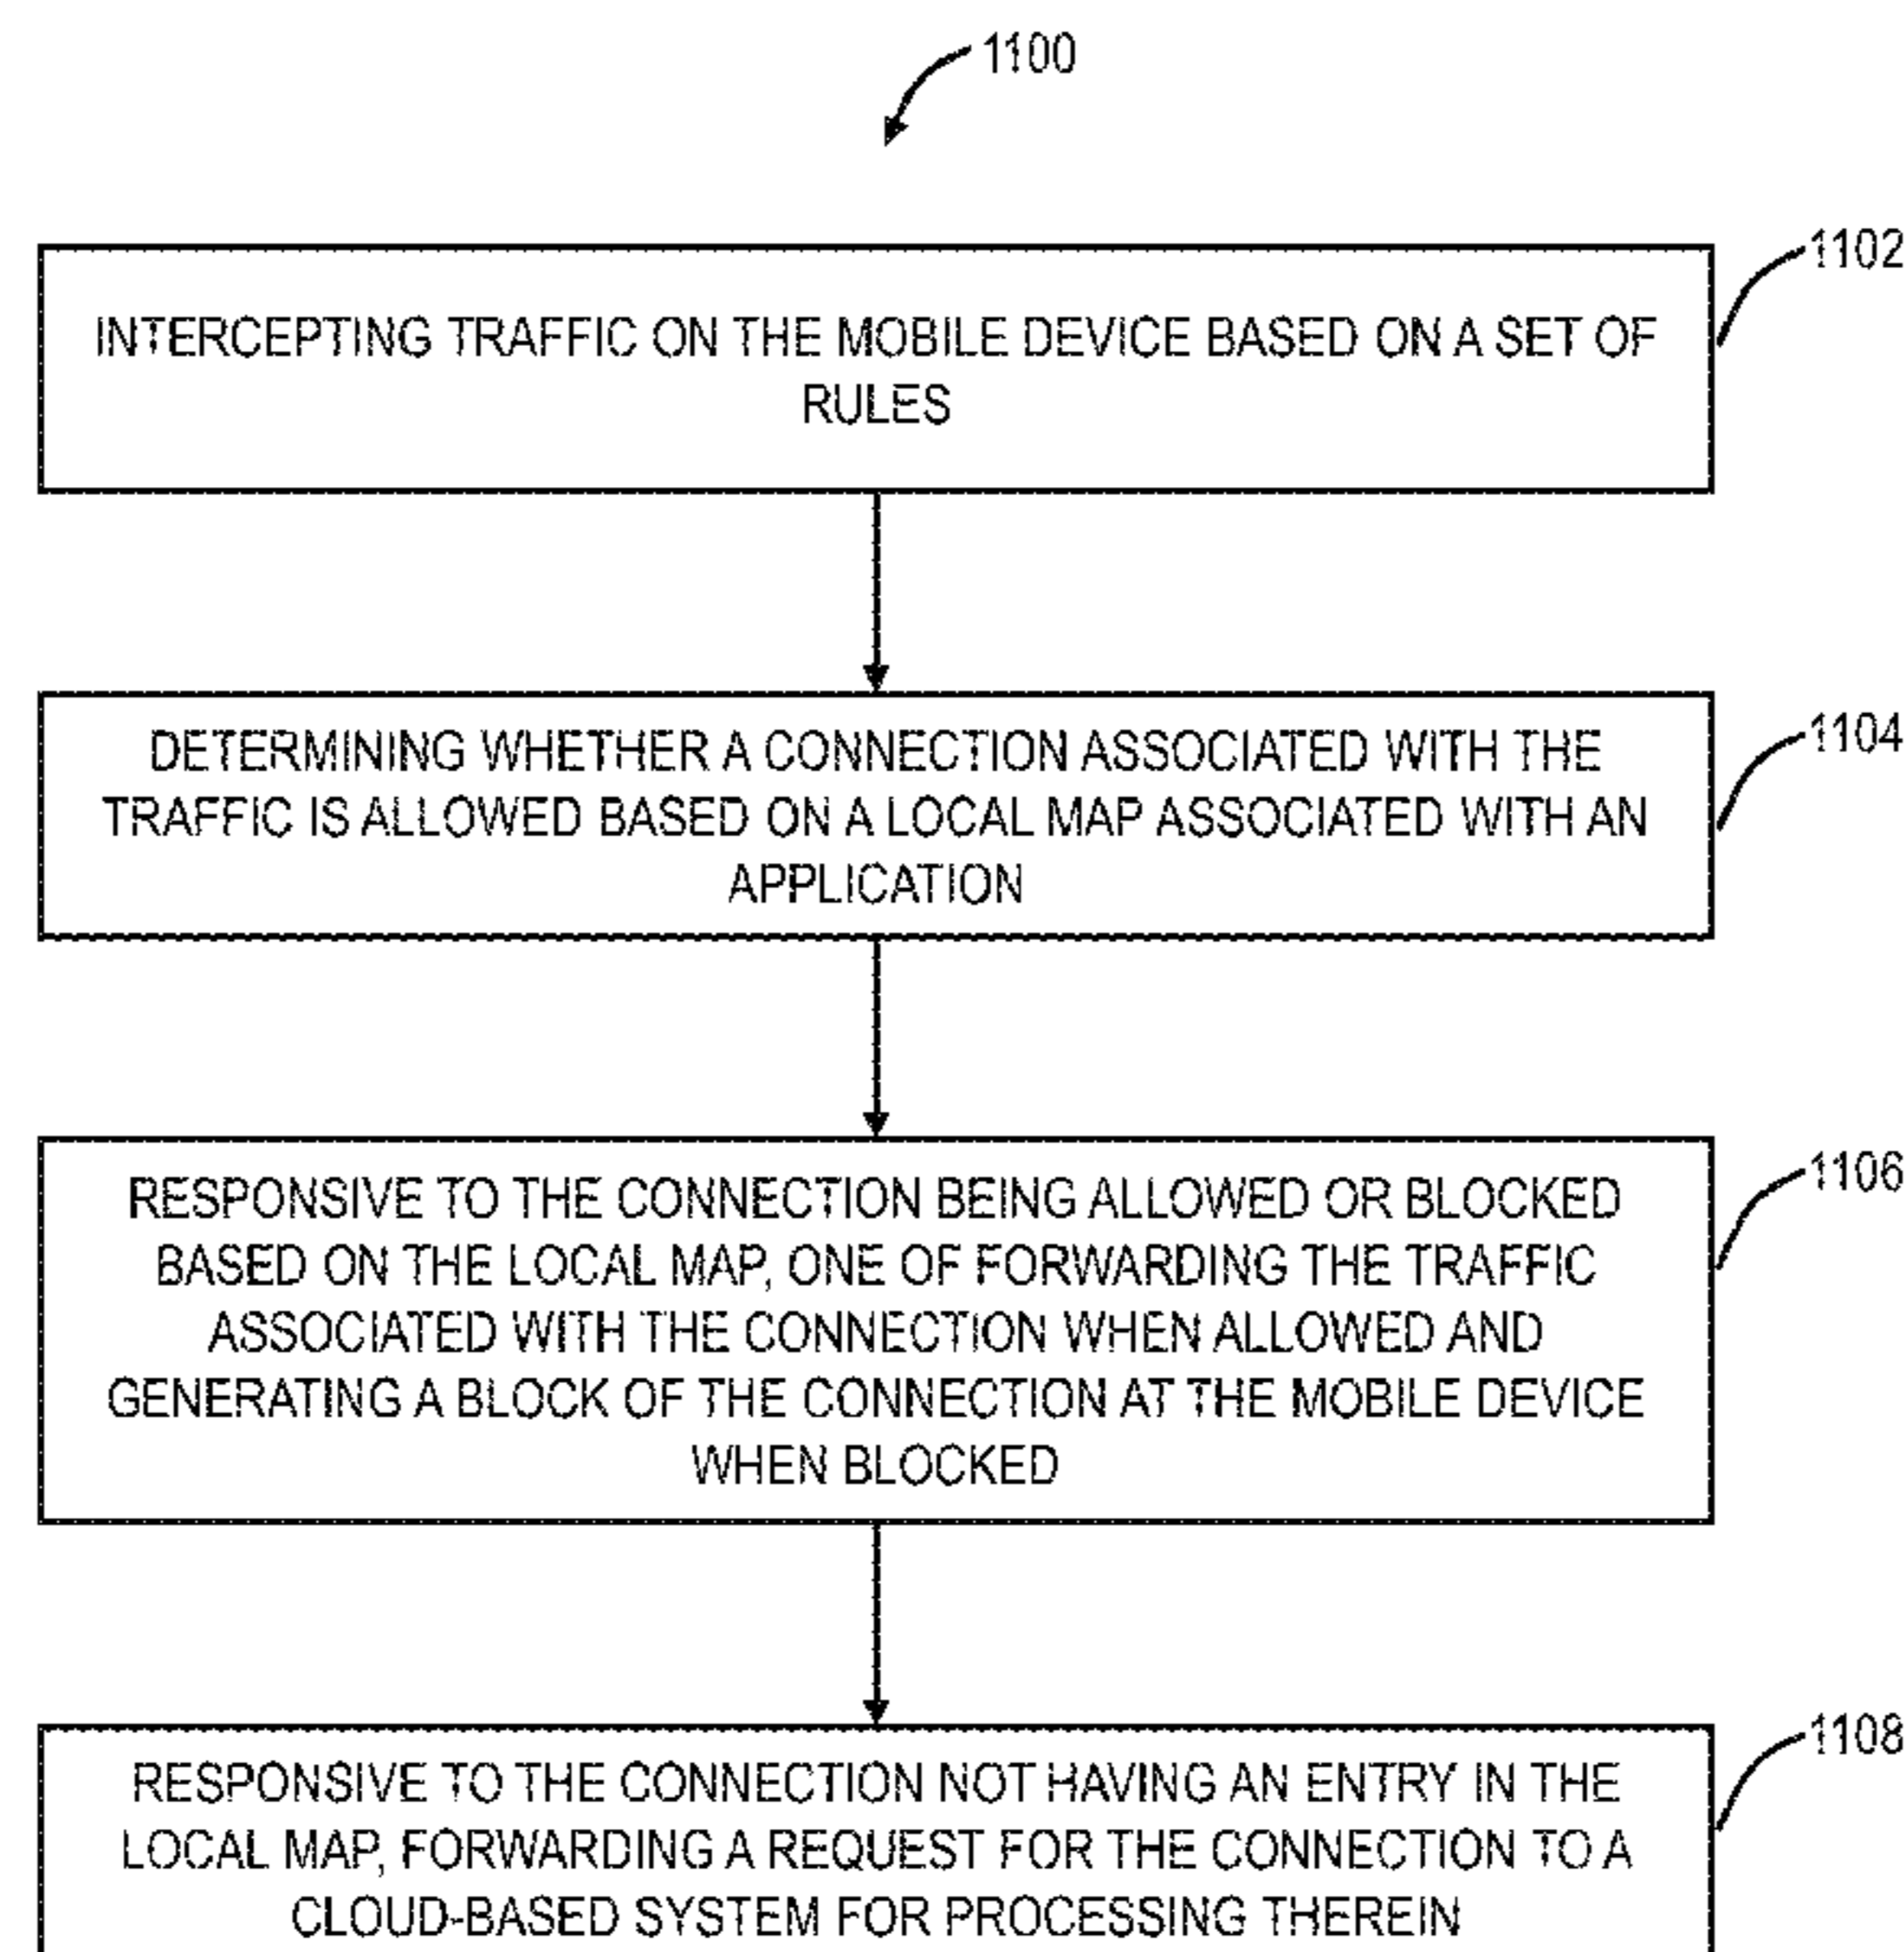 1100
1102
INTERCEPTING TRAFFIC ON THE MOBILE DEVICE BASED ON A SET OF
RULES
1104
DETERMINING WHETHER A CONNECTION ASSOCIATED WITH THE
TRAFFIC IS ALLOWED BASED ON A LOCAL MAP ASSOCIATED WITH AN
APPLICATION
1106
RESPONSIVE TO THE CONNECTION BEING ALLOWED OR BLOCKED
BASED ON THE LOCAL MAP, ONE OF FORWARDING THE TRAFFIC
ASSOCIATED WITH THE CONNECTION WHEN ALLOWED AND
GENERATING A BLOCK OF THE CONNECTION AT THE MOBILE DEVICE
WHEN BLOCKED
1108
RESPONSIVE TO THE CONNECTION NOT HAVING AN ENTRY IN THE
LOCAL MAP, FORWARDING A REQUEST FOR THE CONNECTION TO A
CLOUD-BASED SYSTEM FOR PROCESSING THEREIN